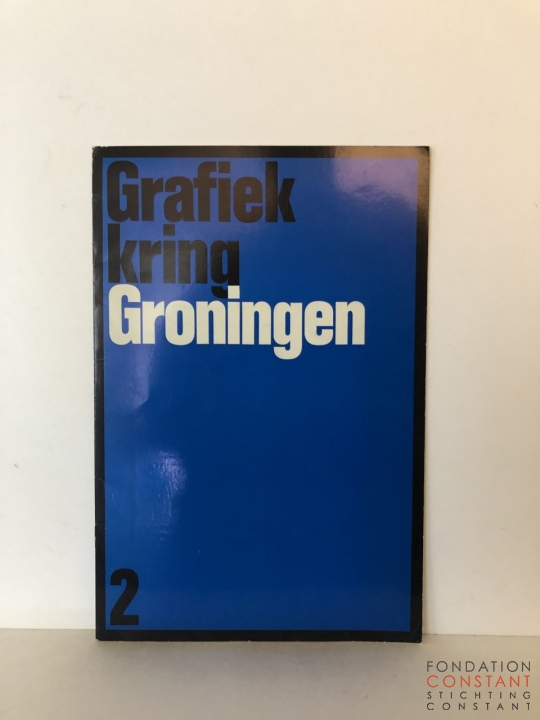 Grafiek
kring
Groningen
2
FONDATION
CONSTANT
STICHTING
CONSTANT